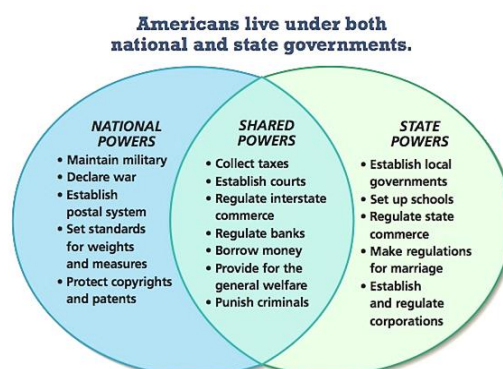 Americans live under both
national and state governments.
NATIONAL
POWERS
• Maintain military
• Declare war
• Establish
postal system
• Set standards
for weights
and measures
• Protect copyrights
and patents
SHARED
POWERS
• Collect taxes
• Establish courts
• Regulate interstate
commerce
• Regulate banks
• Borrow money
• Provide for the
general welfare
• Punish criminals
STATE
POWERS
• Establish local
governments
• Set up schools
• Regulate state
commerce
• Make regulations
for marriage
• Establish
and regulate
corporations